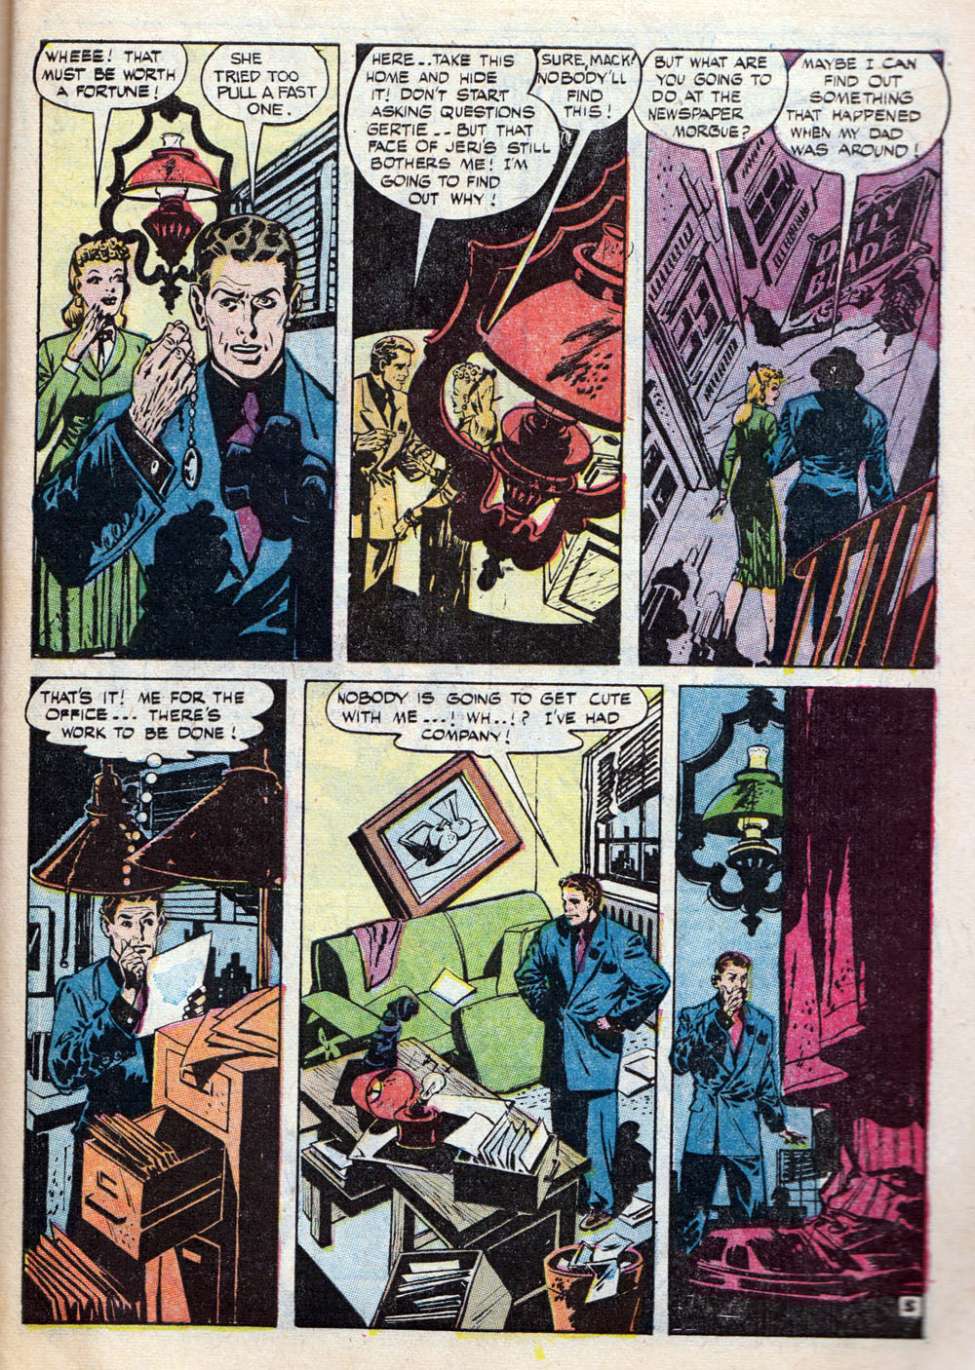 WHEEE! THAT
MUST BE WORTH
A FORTUNE!
SHE
TRIED TOO
PULL A FAST
ONE.
HERE.. TAKE THIS
HOME AND HIDE
IT! DON'T START
ASKING QUESTIONS
GERTIE -- BUT THAT
FACE OF JERI'S STILL
BOTHERS ME! I'M
GOING TO FIND
OUT WHY!
SURE, MACK!
NOBODY'LL
FIND
THIS!
BUT WHAT ARE
YOU GOING TO
DO AT THE
NEWSPAPER
MORGUE?
MAYBE I CAN
FIND OUT
SOMETHING
THAT HAPPENED
WHEN MY DAD
WAS AROUND!
DAILY
BLADE
THAT'S IT! ME FOR THE
OFFICE --- THERE'S
WORK TO BE DONE!
NOBODY IS GOING TO GET CUTE
WITH ME ---! WH..!? I'VE HAD
COMPANY!
5